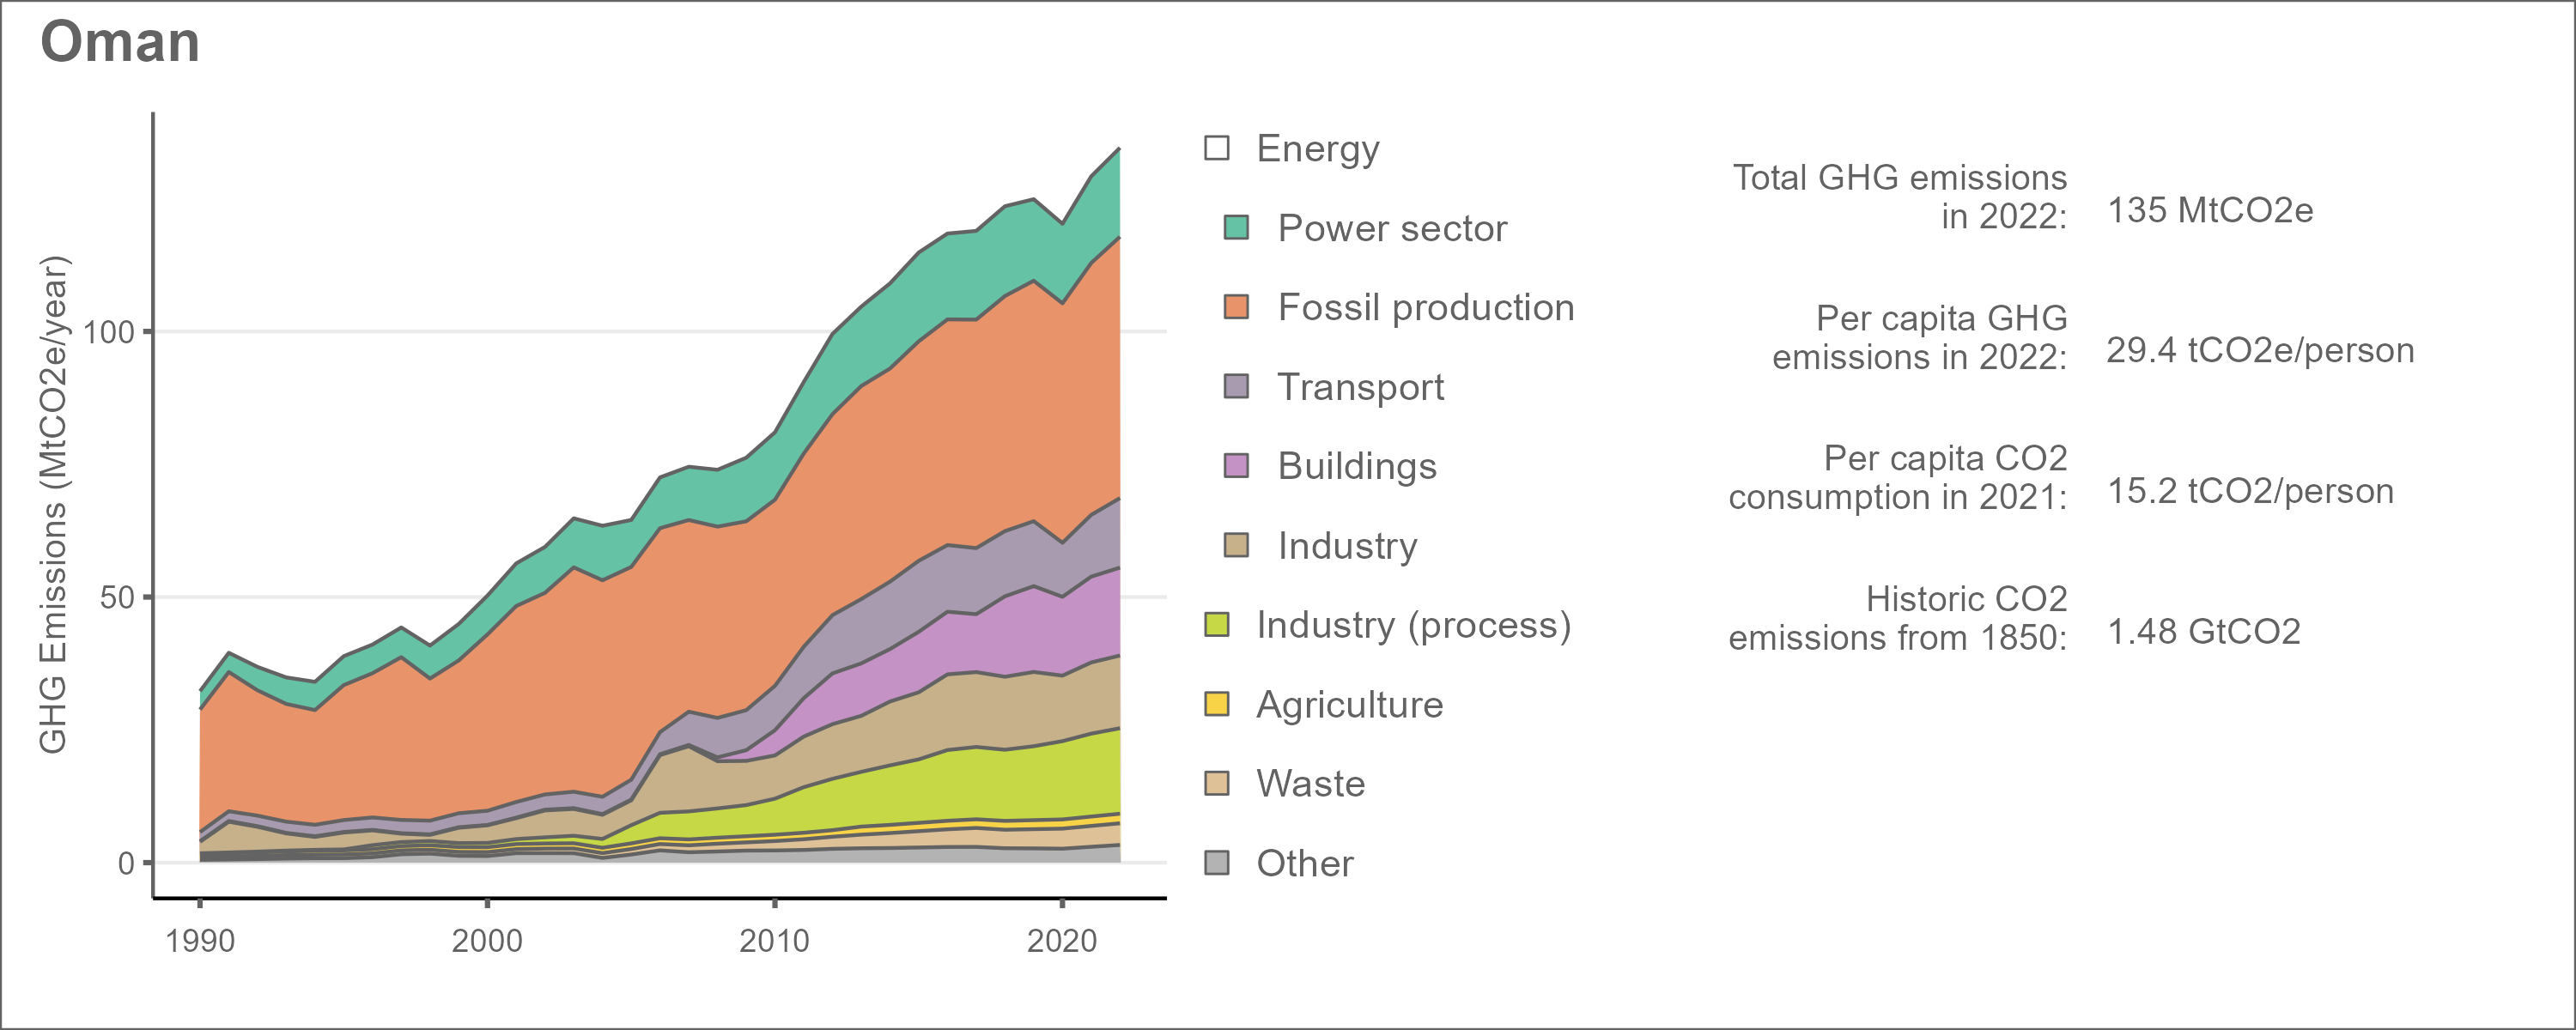 Oman
GHG Emissions (MtCO2e/year)
100
50
0
1990
2000
2010
2020
Energy
Power sector
Fossil production
Transport
Buildings
Industry
Industry (process)
Agriculture
Waste
Other
Total GHG emissions
in 2022:
135 MtCO2e
Per capita GHG
emissions in 2022:
29.4 tCO2e/person
Per capita CO2
consumption in 2021:
15.2 tCO2/person
Historic CO2
emissions from 1850:
1.48 GtCO2